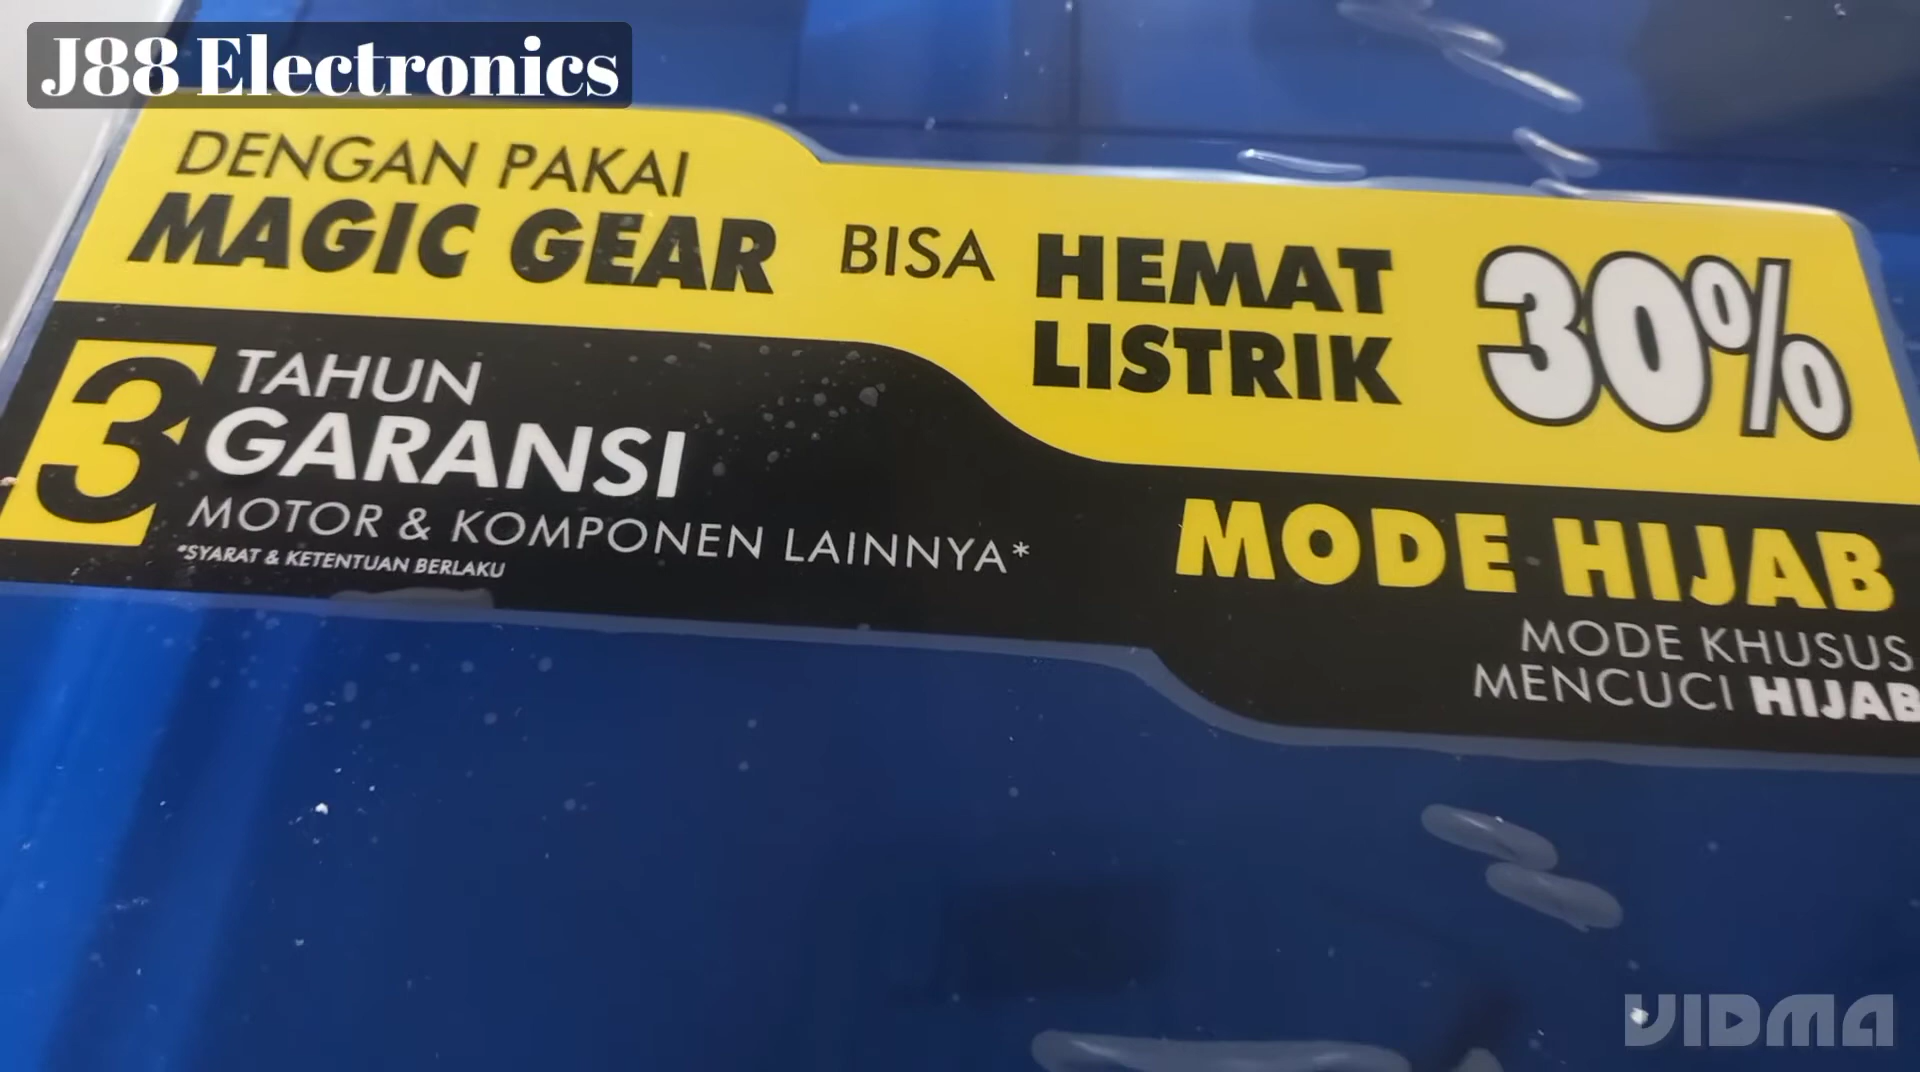 J88 Electronics
DENGAN PAKAI
MAGIC GEAR
BISA
HEMAT
LISTRIK
30%
3
TAHUN
GARANSI
MOTOR & KOMPONEN LAINNYA*
*SYARAT & KETENTUAN BERLAKU
MODE HIJAB
MODE KHUSUS
MENCUCI HIJAB
VIDMA